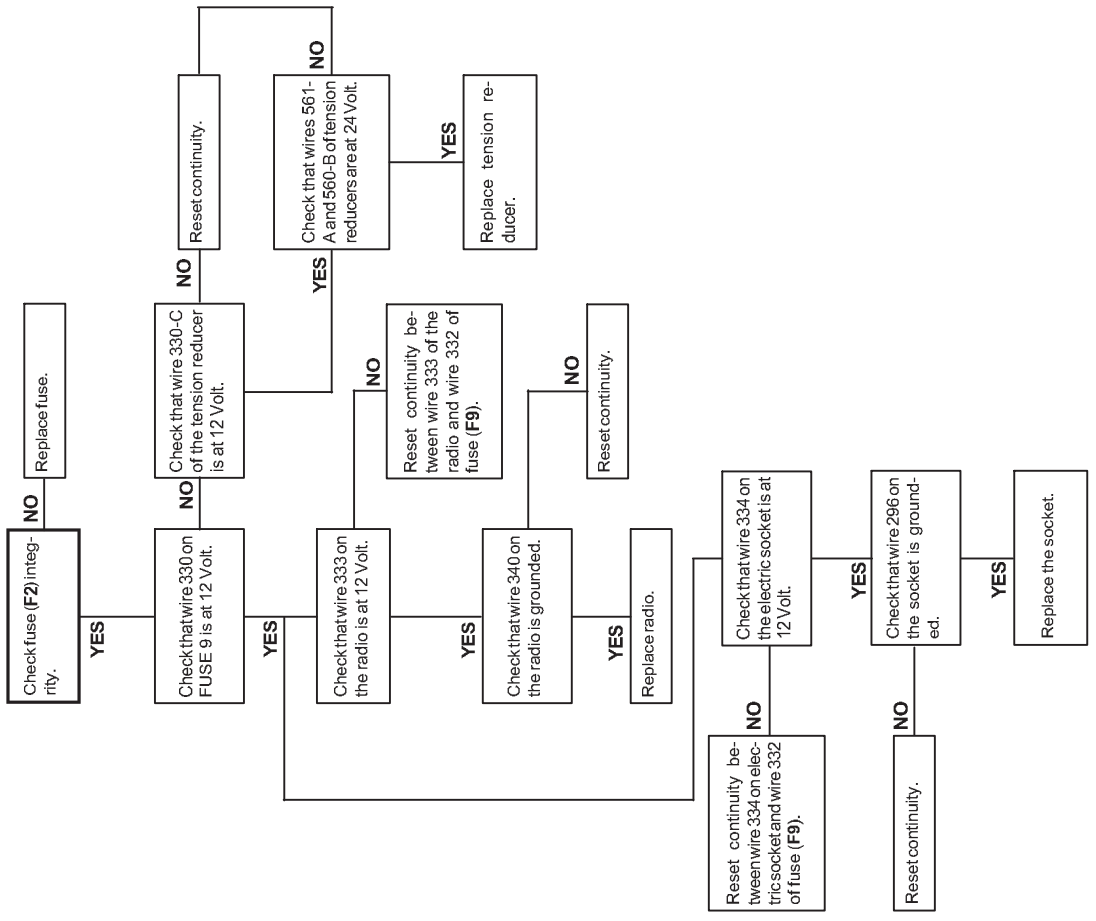 Check fuse (F2) integ-
rity.
NO
Replace fuse.
YES
Check that wire 330 on
FUSE 9 is at 12 Volt.
NO
Check that wire 330-C
of the tension reducer
is at 12 Volt.
NO
Reset continuity.
YES
Check that wires 561-
A and 560-B of tension
reducers are at 24 Volt.
NO
YES
Replace tension re-
ducer.
YES
Check that wire 333 on
the radio is at 12 Volt.
NO
Reset continuity be-
tween wire 333 of the
radio and wire 332 of
fuse (F9).
YES
Check that wire 340 on
the radio is grounded.
NO
Reset continuity.
YES
Replace radio.
Check that wire 334 on
the electric socket is at
12 Volt.
NO
Reset continuity be-
tween wire 334 on elec-
tric socket and wire 332
of fuse (F9).
YES
Check that wire 296 on
the socket is ground-
ed.
NO
Reset continuity.
YES
Replace the socket.